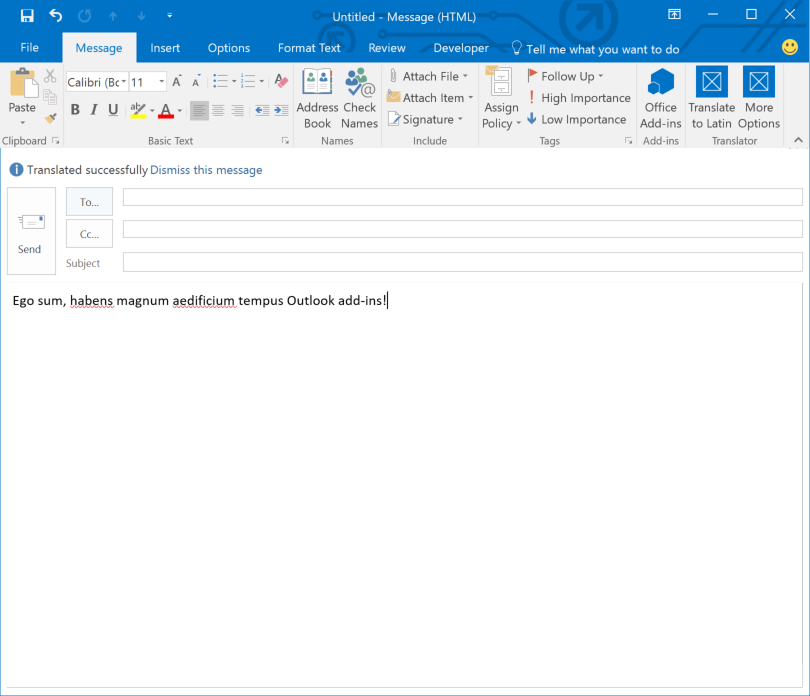 Untitled - Message (HTML)
File Message Insert Options Format Text Review Developer Tell me what you want to do
Calibri (Bc 11
Attach File Follow Up
Paste Address Check Attach Item Assign High Importance Office Translate More
B I U ab A Book Names Signature Policy Low Importance Add-ins to Latin Options
Clipboard Basic Text Names Include Tags Add-ins Translator
Translated successfully Dismiss this message
To...
Cc...
Send
Subject
Ego sum, habens magnum aedificium tempus Outlook add-ins!